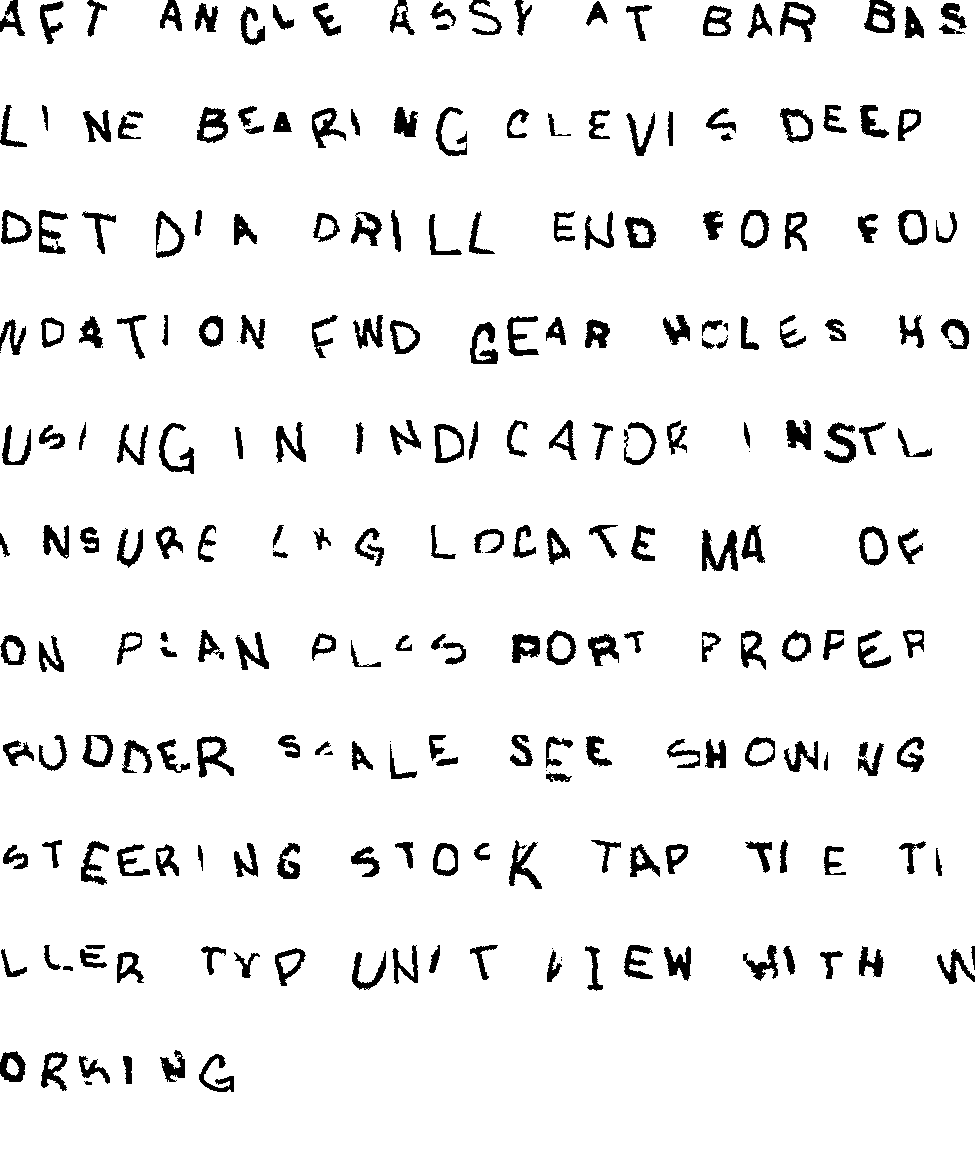 AFT ANGLE ASSY AT BAR BAS
LINE BEARING CLEVIS DEEP
DET DIA DRILL END FOR FOU
NDATION FWD GEAR HOLES HO
USING IN INDICATOR INSTL
INSURE LKG LOCATE MA OF
ON PLAN PLCS PORT PROPER
RUDDER SCALE SEE SHOWING
STEERING STOCK TAP TIE TI
LLER TYP UNIT VIEW WITH W
ORKING